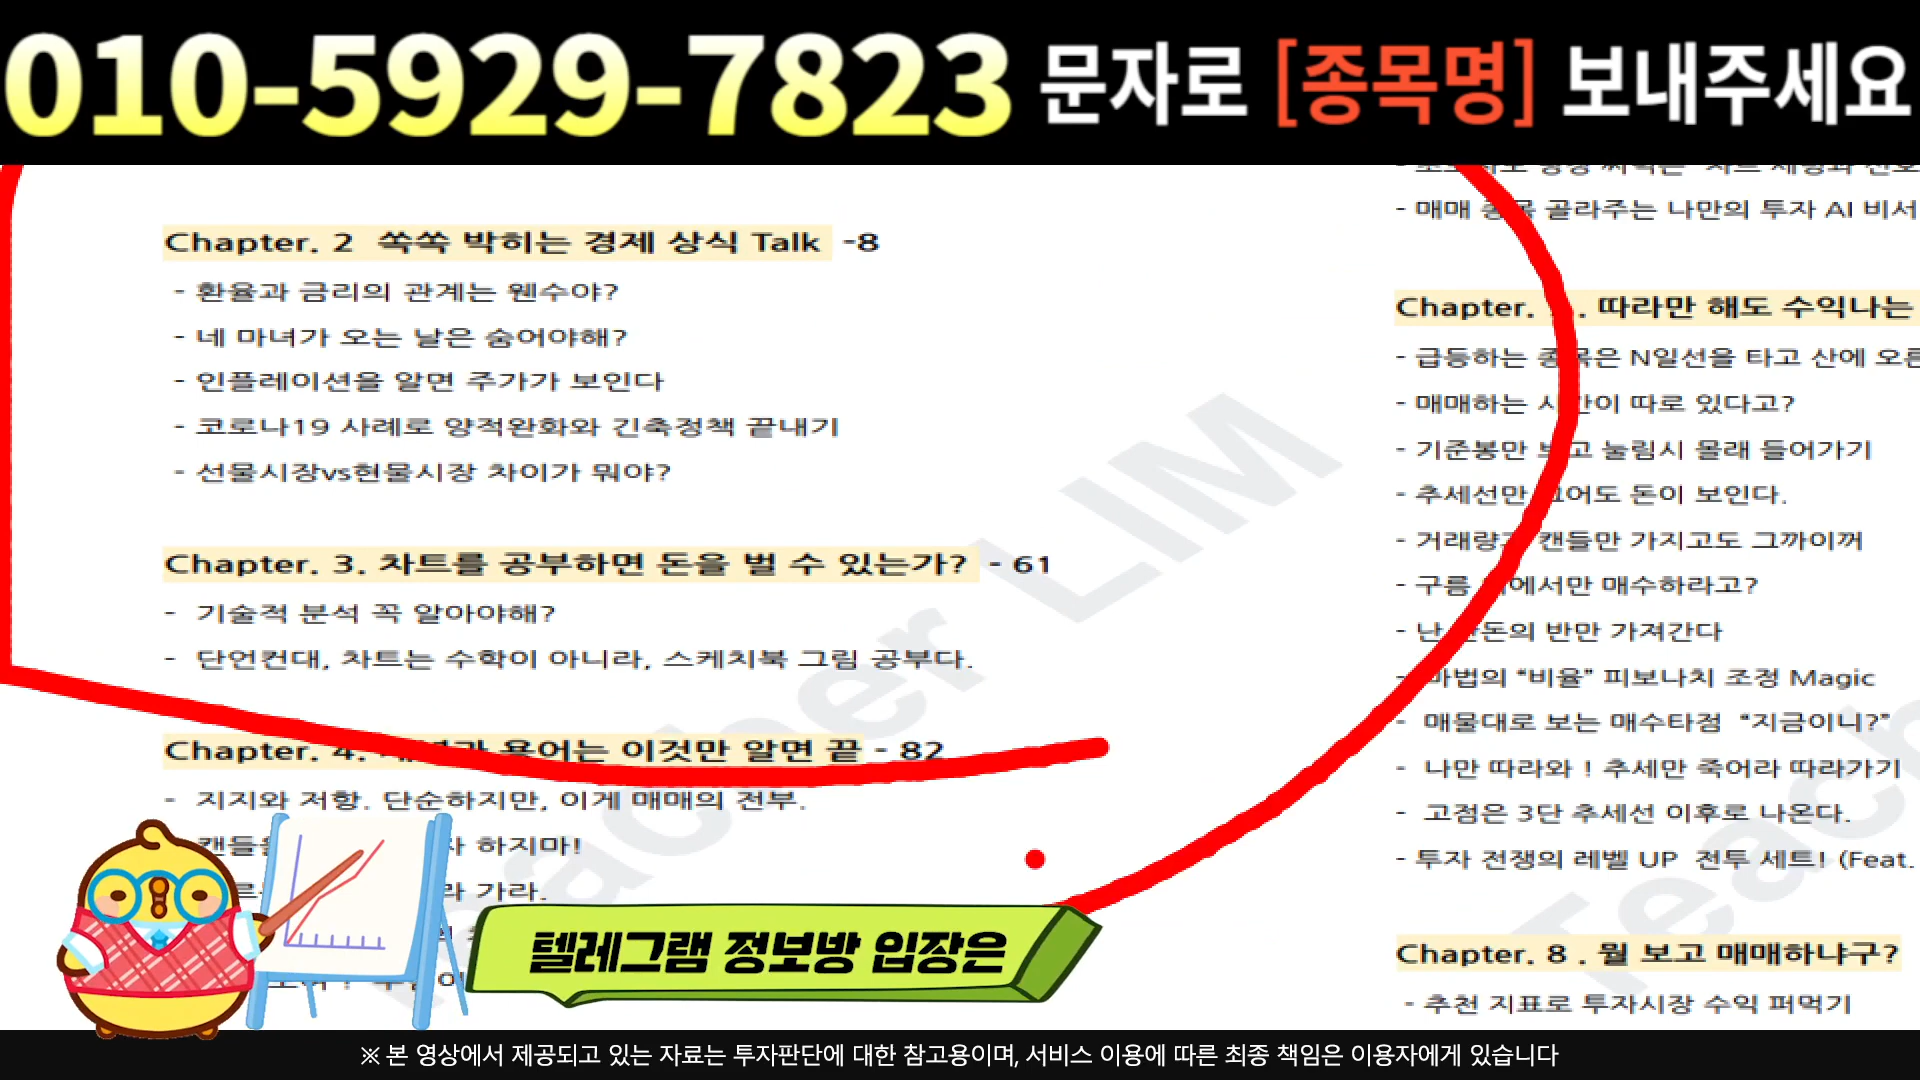 010-5929-7823 문자로 [종목명] 보내주세요
Chapter. 2 쏙쏙 박히는 경제 상식 Talk -8
- 환율과 금리의 관계는 웬수야?
- 네 마녀가 오는 날은 숨어야해?
- 인플레이션을 알면 주가가 보인다
- 코로나19 사례로 양적완화와 긴축정책 끝내기
- 선물시장vs현물시장 차이가 뭐야?
Chapter. 3. 차트를 공부하면 돈을 벌 수 있는가? - 61
- 기술적 분석 꼭 알아야해?
- 단언컨대, 차트는 수학이 아니라, 스케치북 그림 공부다.
Chapter. 4. 용어는 이것만 알면 끝 - 82
- 지지와 저항. 단순하지만, 이게 매매의 전부.
캔들을 하지마!
가라.
- 매매 종목 골라주는 나만의 투자 AI 비서
Chapter. . 따라만 해도 수익나는
- 급등하는 종목은 N일선을 타고 산에
- 매매하는 시간이 따로 있다고?
- 기준봉만 보고 눌림시 몰래 들어가기
- 추세선만 그어도 돈이 보인다.
- 거래량과 캔들만 가지고도 그까이꺼
- 구름 위에서만 매수하라고?
- 난 반돈의 반만 가져간다
- 마법의 “비율” 피보나치 조정 Magic
- 매물대로 보는 매수타점 “지금이니?”
- 나만 따라와 ! 추세만 죽어라 따라가기
- 고점은 3단 추세선 이후로 나온다.
- 투자 전쟁의 레벨 UP 전투 세트! (Feat.
Chapter. 8 . 뭘 보고 매매하냐구?
- 추천 지표로 투자시장 수익 퍼먹기
Teacher LIM
Teach
텔레그램 정보방 입장은
※ 본 영상에서 제공되고 있는 자료는 투자판단에 대한 참고용이며, 서비스 이용에 따른 최종 책임은 이용자에게 있습니다